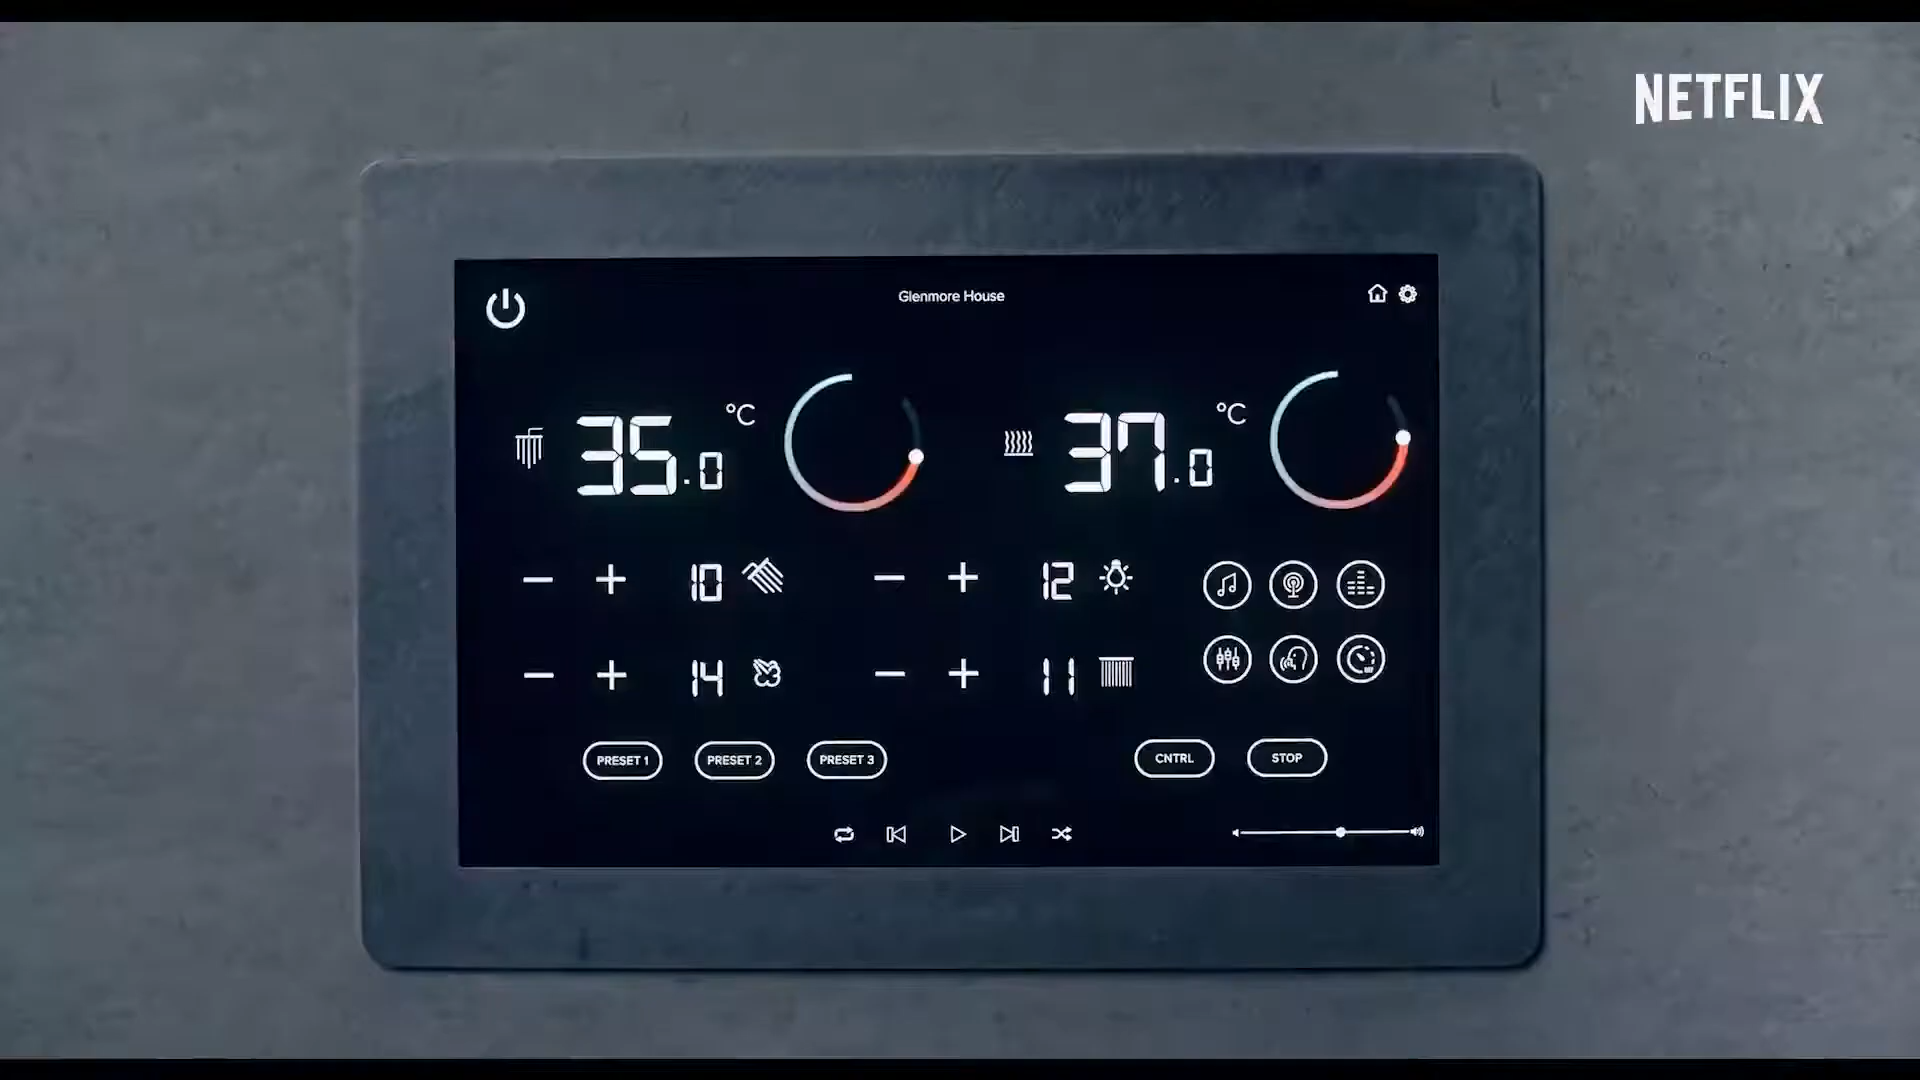 NETFLIX
Glenmore House
35.0 °C
37.0 °C
10
12
14
11
PRESET 1 PRESET 2 PRESET 3 CNTRL STOP